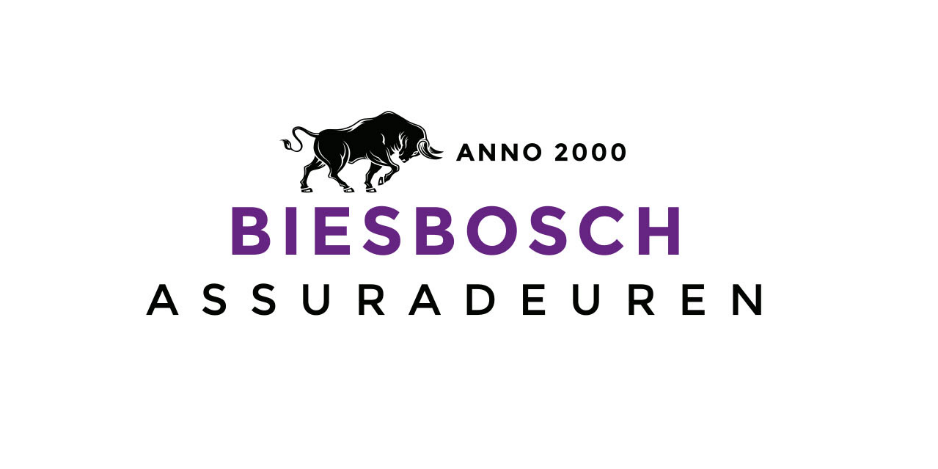 ANNO 2000
BIESBOSCH
ASSURADEUREN